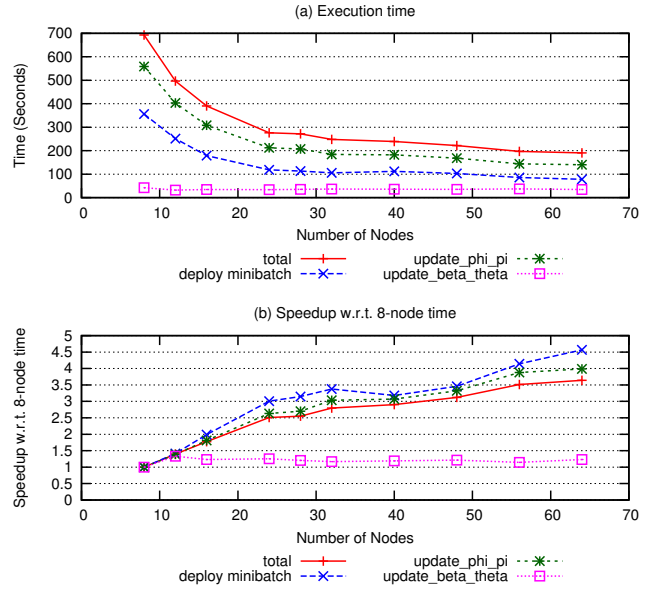 (a) Execution time
700
600
500
400
300
200
100
0
Time (Seconds)
0 10 20 30 40 50 60 70
Number of Nodes
total update_phi_pi
deploy minibatch update_beta_theta
(b) Speedup w.r.t. 8-node time
5
4.5
4
3.5
3
2.5
2
1.5
1
0.5
0
Speedup w.r.t. 8-node time
0 10 20 30 40 50 60 70
Number of Nodes
total update_phi_pi
deploy minibatch update_beta_theta